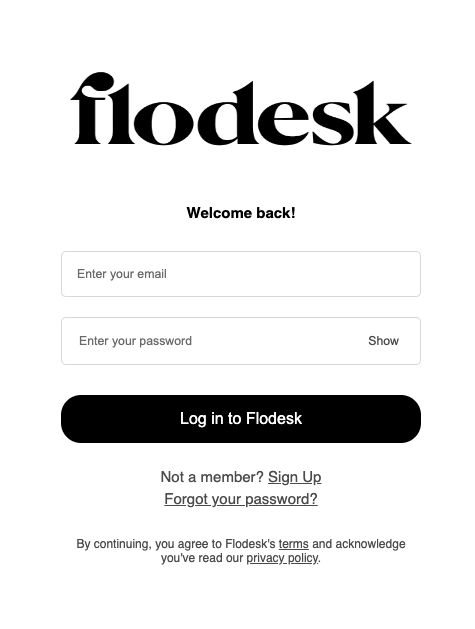 flodesk
Welcome back!
Enter your email
Enter your password Show
Log in to Flodesk
Not a member? Sign Up
Forgot your password?
By continuing, you agree to Flodesk's terms and acknowledge
you've read our privacy policy.